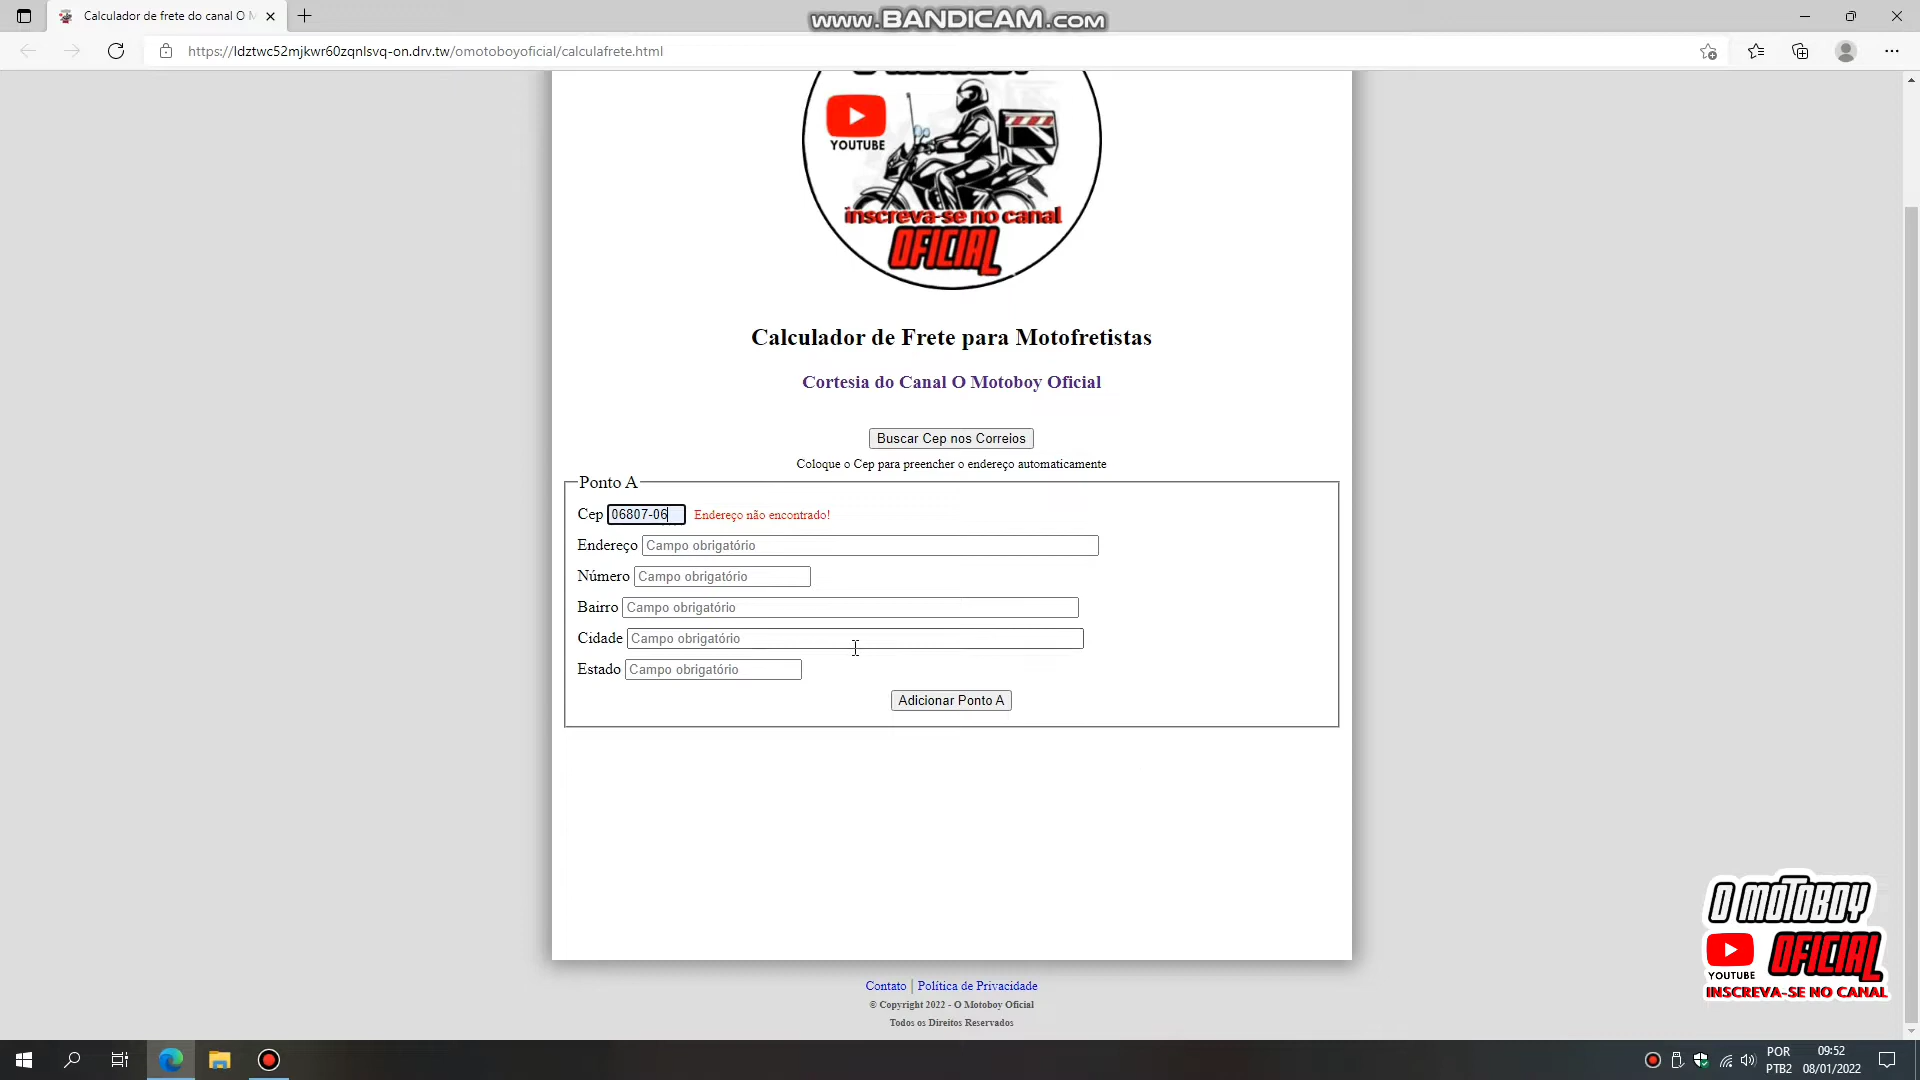 Calculador de frete do canal O M
www.BANDICAM.com
https://ldztwc52mjkwr60zqnlsvq-on.drv.tw/omotoboyoficial/calculafrete.html
YOUTUBE
inscreva-se no canal
OFICIAL
Calculador de Frete para Motofretistas
Cortesia do Canal O Motoboy Oficial
Buscar Cep nos Correios
Coloque o Cep para preencher o endereço automaticamente
Ponto A
Cep 06807-06 Endereço não encontrado!
Endereço Campo obrigatório
Número Campo obrigatório
Bairro Campo obrigatório
Cidade Campo obrigatório
Estado Campo obrigatório
Adicionar Ponto A
O MOTOBOY
YOUTUBE OFICIAL
INSCREVA-SE NO CANAL
Contato | Política de Privacidade
© Copyright 2022 - O Motoboy Oficial
Todos os Direitos Reservados
POR 09:52
PTB2 08/01/2022